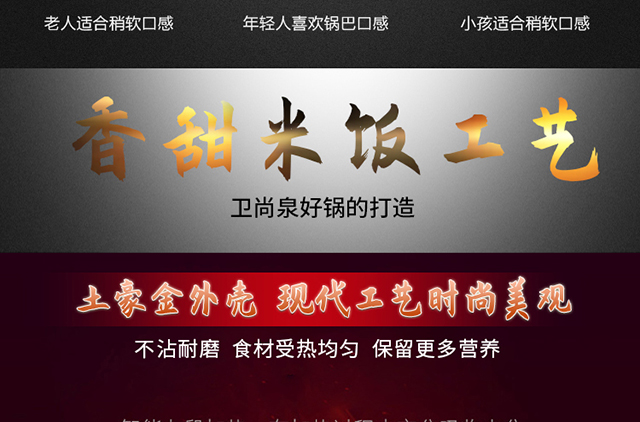 老人适合稍软口感 年轻人喜欢锅巴口感 小孩适合稍软口感
香甜米饭工艺
卫尚泉好锅的打造
土豪金外壳 现代工艺时尚美观
不沾耐磨 食材受热均匀 保留更多营养